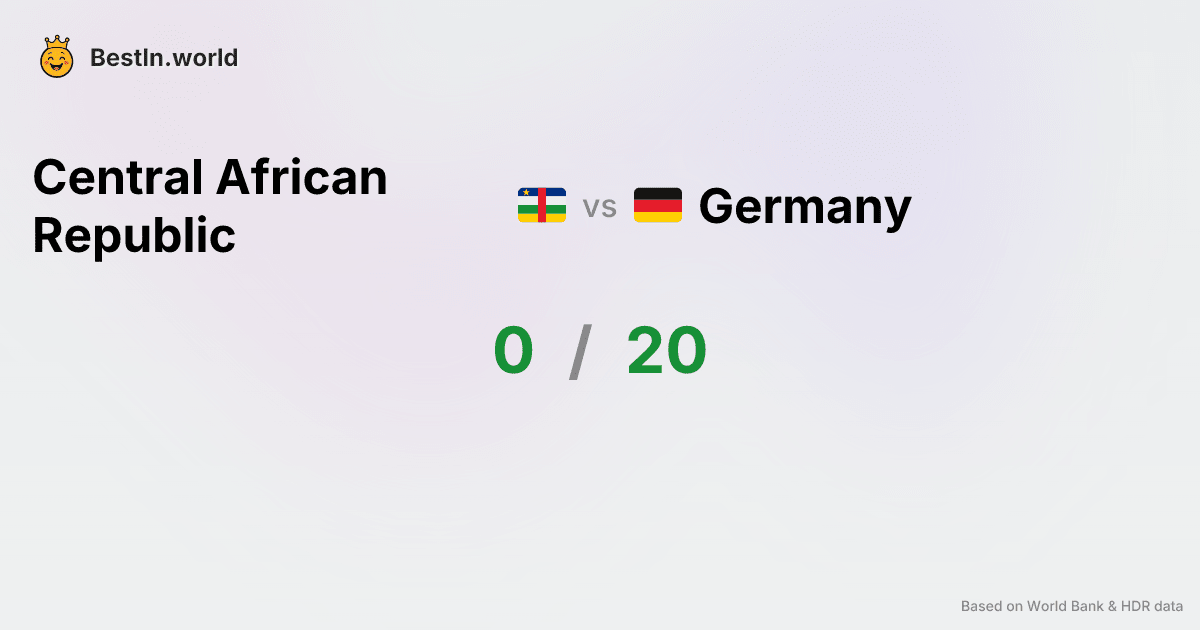 BestIn.world
Central African
Republic
vs
Germany
0 / 20
Based on World Bank & HDR data